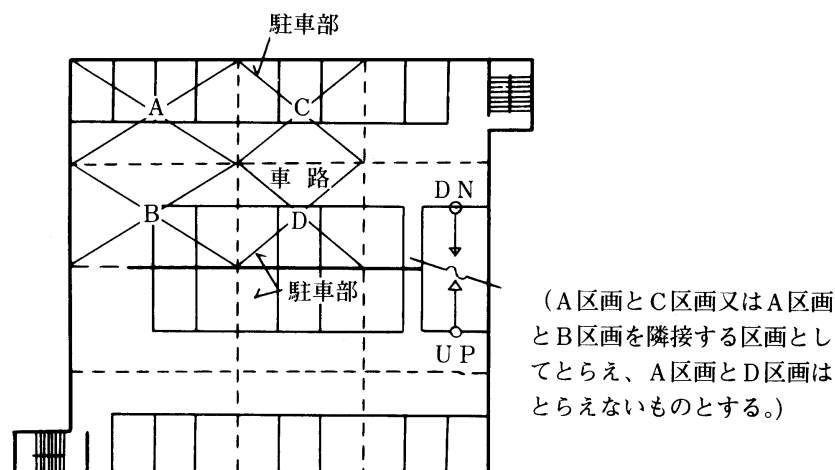 駐車部
A
C
車 路
B
D
DN
駐車部
UP
（A区画とC区画又はA区画
とB区画を隣接する区画とし
てとらえ、A区画とD区画は
とらえないものとする。）